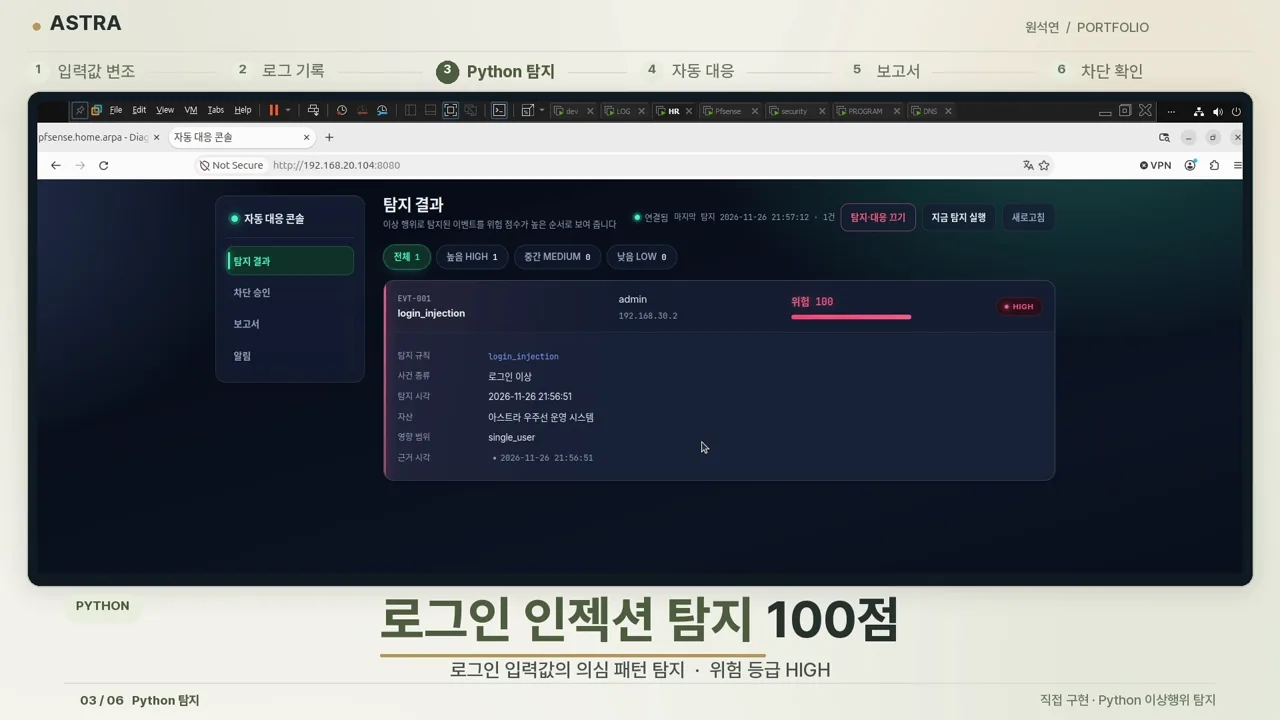 ASTRA
원석연 / PORTFOLIO
1 입력값 변조
2 로그 기록
3 Python 탐지
4 자동 대응
5 보고서
6 차단 확인
File Edit View VM Tabs Help
dev LOG HR Pfsense security PROGRAM DNS
pfsense.home.arpa - Diag
자동 대응 콘솔
Not Secure http://192.168.20.104:8080
VPN
자동 대응 콘솔
탐지 결과
차단 승인
보고서
알림
탐지 결과
이상 행위로 탐지된 이벤트를 위험 점수가 높은 순서로 보여 줍니다
연결됨 마지막 탐지 2026-11-26 21:57:12 · 1건
탐지·대응 끄기
지금 탐지 실행
새로고침
전체 1
높음 HIGH 1
중간 MEDIUM 0
낮음 LOW 0
EVT-001
login_injection
admin
192.168.30.2
위험 100
HIGH
탐지 규칙 login_injection
사건 종류 로그인 이상
탐지 시각 2026-11-26 21:56:51
자산 아스트라 우주선 운영 시스템
영향 범위 single_user
근거 시각 • 2026-11-26 21:56:51
PYTHON
로그인 인젝션 탐지 100점
로그인 입력값의 의심 패턴 탐지 · 위험 등급 HIGH
03 / 06 Python 탐지
직접 구현 · Python 이상행위 탐지